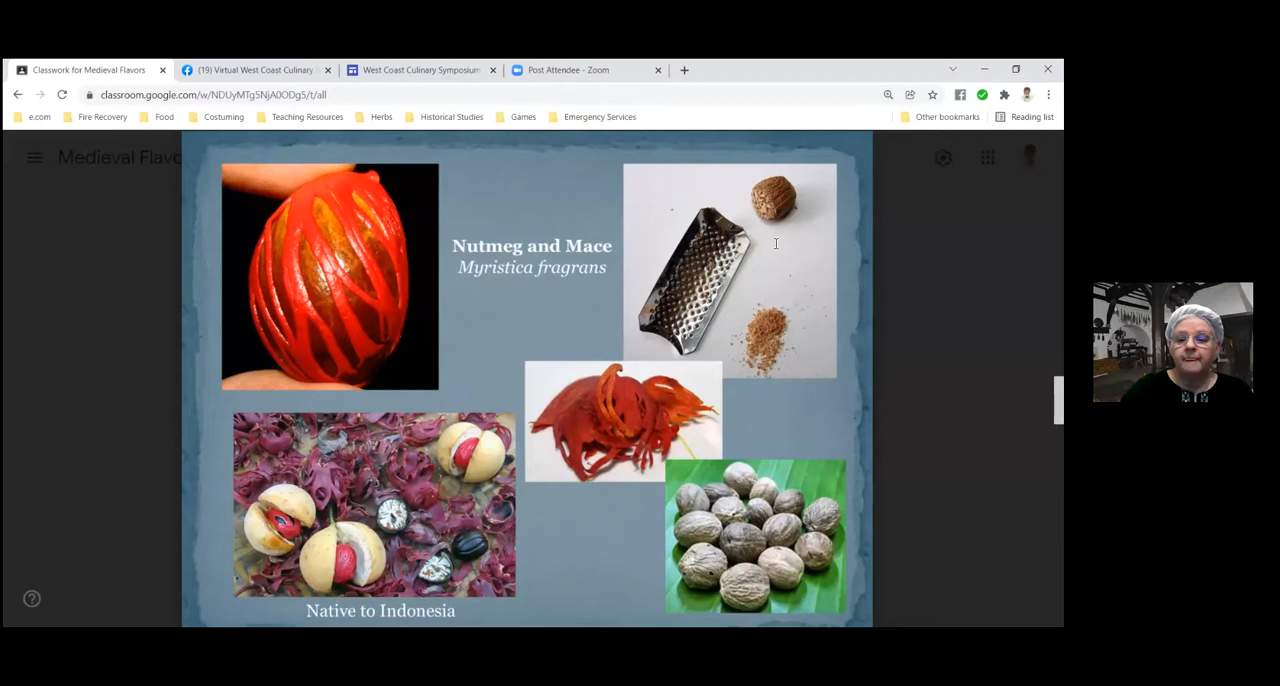 Classwork for Medieval Flavors
(19) Virtual West Coast Culinary
West Coast Culinary Symposium
Post Attendee - Zoom
classroom.google.com/w/NDUyMTg5NjA0ODg5/t/all
e.com
Fire Recovery
Food
Costuming
Teaching Resources
Herbs
Historical Studies
Games
Emergency Services
Other bookmarks
Reading list
Medieval Flavo
Nutmeg and Mace
Myristica fragrans
Native to Indonesia